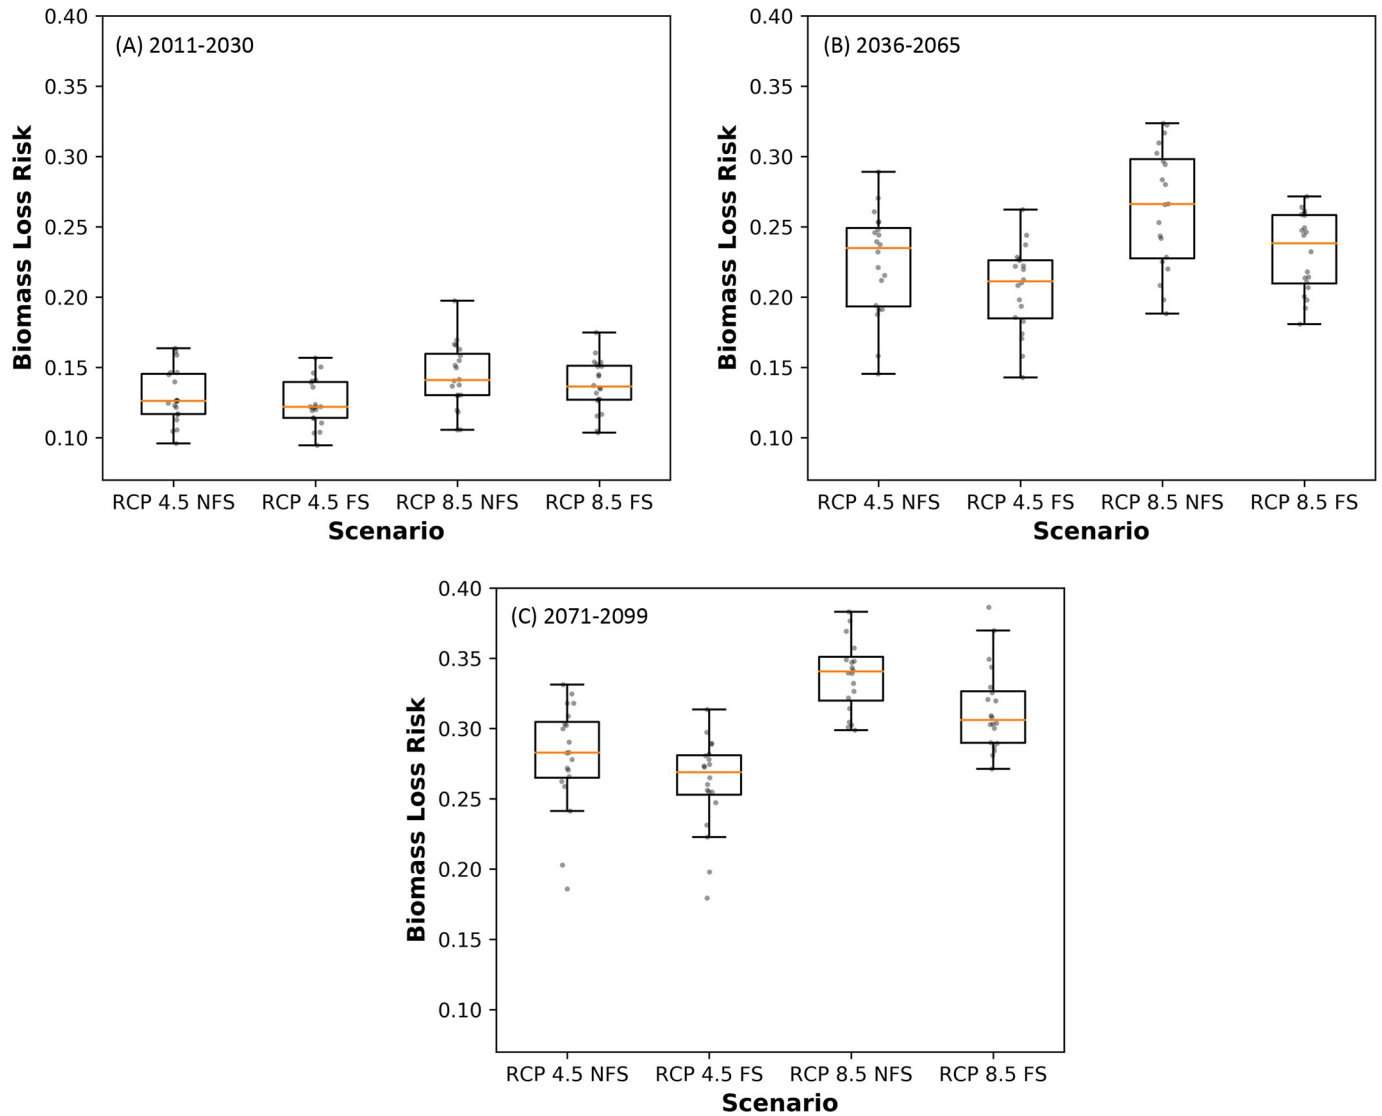 (A) 2011-2030
Biomass Loss Risk
0.40
0.35
0.30
0.25
0.20
0.15
0.10
RCP 4.5 NFS RCP 4.5 FS RCP 8.5 NFS RCP 8.5 FS
Scenario
(B) 2036-2065
Biomass Loss Risk
0.40
0.35
0.30
0.25
0.20
0.15
0.10
RCP 4.5 NFS RCP 4.5 FS RCP 8.5 NFS RCP 8.5 FS
Scenario
(C) 2071-2099
Biomass Loss Risk
0.40
0.35
0.30
0.25
0.20
0.15
0.10
RCP 4.5 NFS RCP 4.5 FS RCP 8.5 NFS RCP 8.5 FS
Scenario